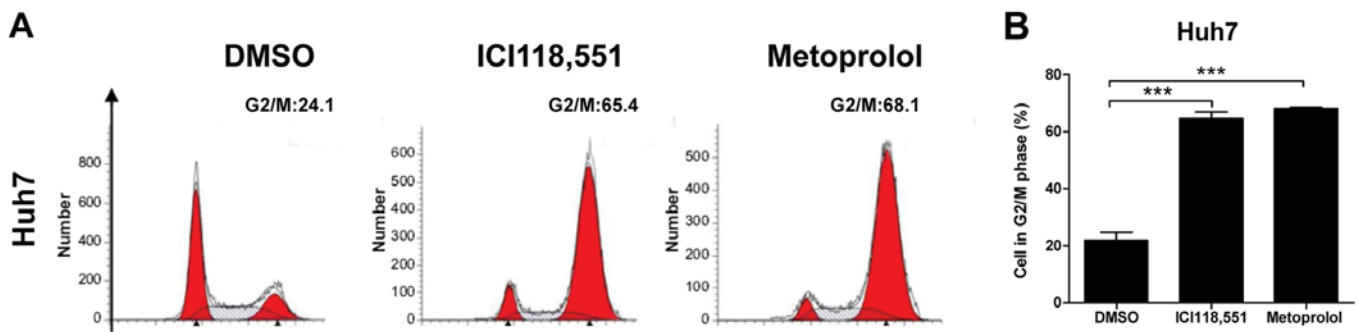 A
DMSO
ICI118,551
Metoprolol
G2/M:24.1
G2/M:65.4
G2/M:68.1
Huh7
Number
800
600
400
200
0
Number
600
500
400
300
200
100
0
Number
500
400
300
200
100
0
B
Huh7
***
***
Cell in G2/M phase (%)
80
60
40
20
0
DMSO
ICI118,551
Metoprolol